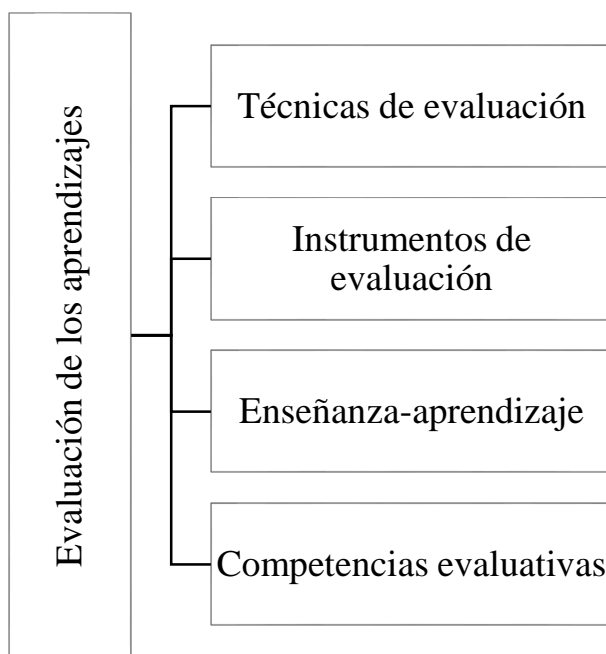 Evaluación de los aprendizajes
Técnicas de evaluación
Instrumentos de
evaluación
Enseñanza-aprendizaje
Competencias evaluativas